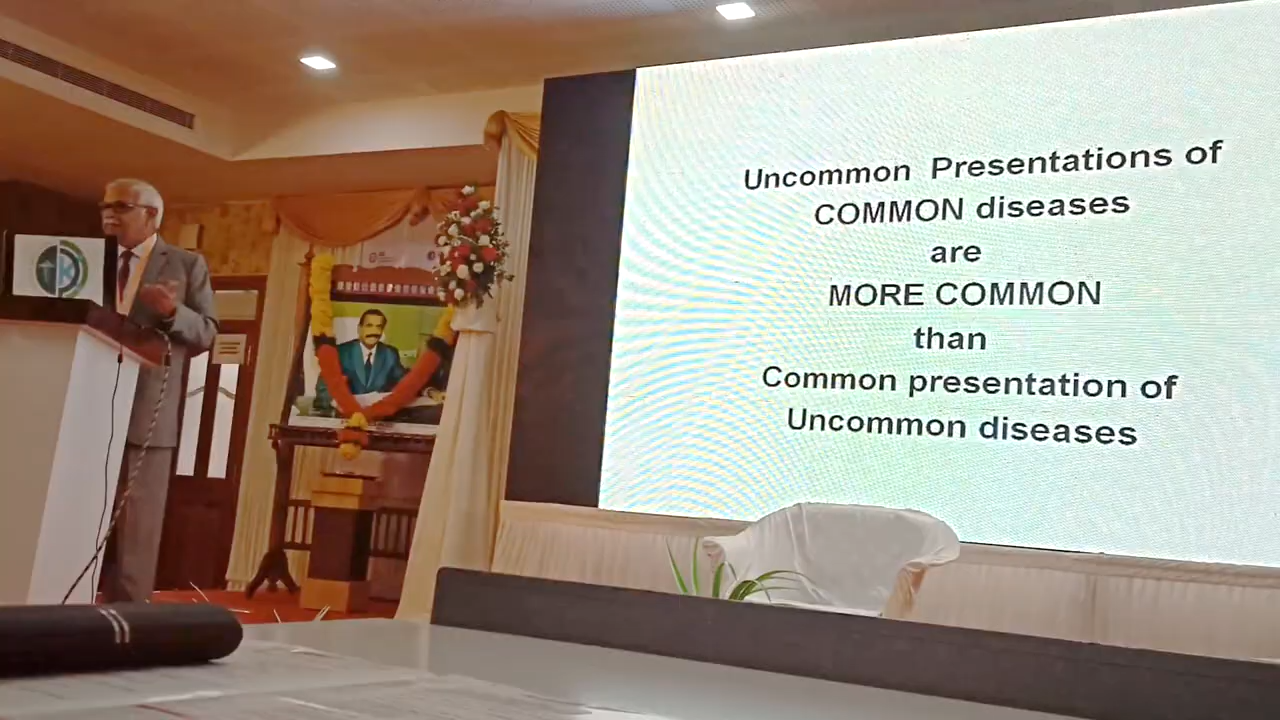 Uncommon Presentations of
COMMON diseases
are
MORE COMMON
than
Common presentation of
Uncommon diseases